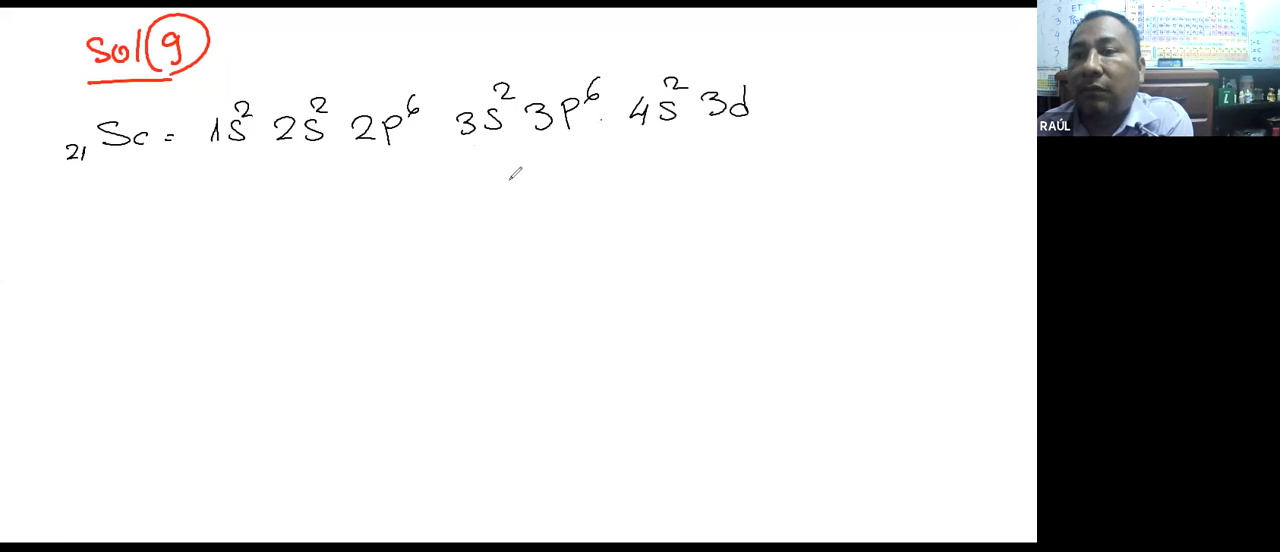 Sol 9
₂₁Sc = 1s² 2s² 2p⁶ 3s² 3p⁶ 4s² 3d
RAÚL